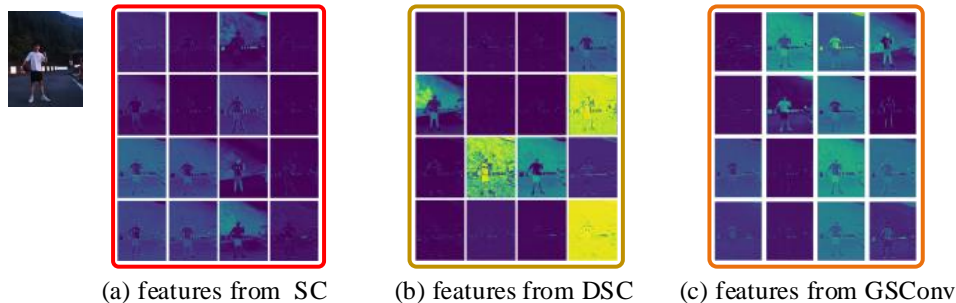 (a) features from SC
(b) features from DSC
(c) features from GSConv